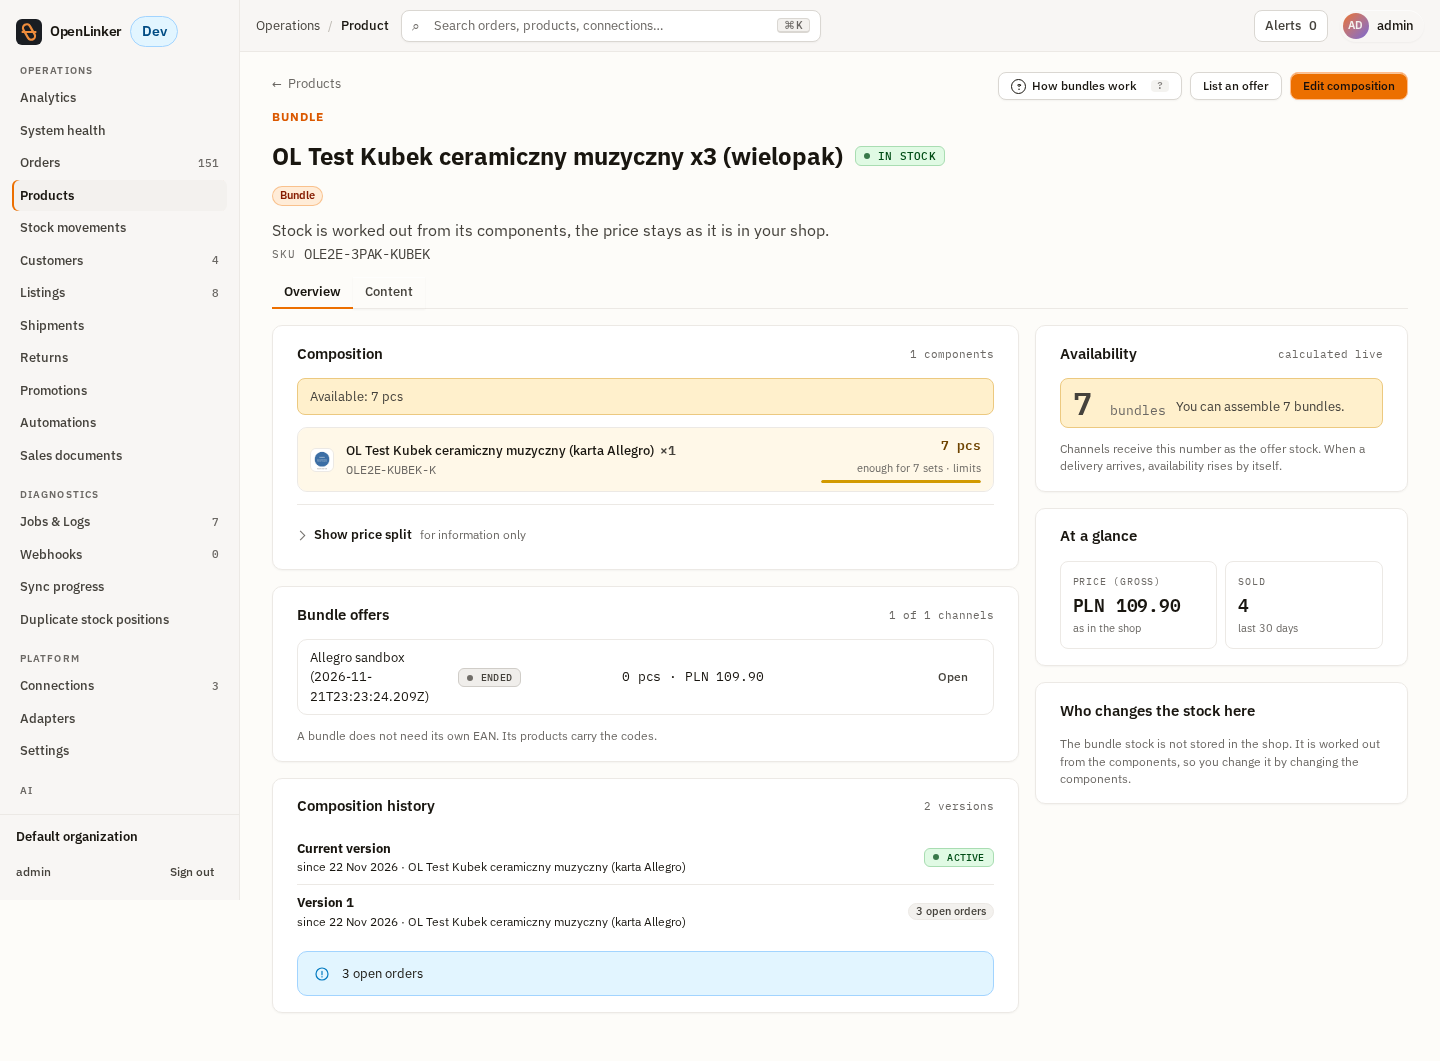 OpenLinker Dev
OPERATIONS
Analytics
System health
Orders 151
Products
Stock movements
Customers 4
Listings 8
Shipments
Returns
Promotions
Automations
Sales documents
DIAGNOSTICS
Jobs & Logs 7
Webhooks 0
Sync progress
Duplicate stock positions
PLATFORM
Connections 3
Adapters
Settings
AI
Default organization
admin Sign out
Operations / Product
Search orders, products, connections... ⌘K
Alerts 0
AD admin
← Products
How bundles work ?
List an offer
Edit composition
BUNDLE
OL Test Kubek ceramiczny muzyczny x3 (wielopak) IN STOCK
Bundle
Stock is worked out from its components, the price stays as it is in your shop.
SKU OLE2E-3PAK-KUBEK
Overview Content
Composition 1 components
Available: 7 pcs
OL Test Kubek ceramiczny muzyczny (karta Allegro) ×1
OLE2E-KUBEK-K
7 pcs
enough for 7 sets · limits
Show price split for information only
Bundle offers 1 of 1 channels
Allegro sandbox
(2026-11-
21T23:23:24.209Z)
ENDED
0 pcs · PLN 109.90
Open
A bundle does not need its own EAN. Its products carry the codes.
Composition history 2 versions
Current version
since 22 Nov 2026 · OL Test Kubek ceramiczny muzyczny (karta Allegro)
ACTIVE
Version 1
since 22 Nov 2026 · OL Test Kubek ceramiczny muzyczny (karta Allegro)
3 open orders
3 open orders
Availability calculated live
7 bundles You can assemble 7 bundles.
Channels receive this number as the offer stock. When a
delivery arrives, availability rises by itself.
At a glance
PRICE (GROSS)
PLN 109.90
as in the shop
SOLD
4
last 30 days
Who changes the stock here
The bundle stock is not stored in the shop. It is worked out
from the components, so you change it by changing the
components.